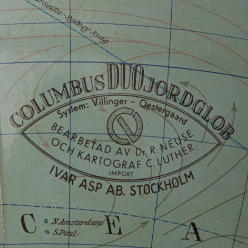 COLUMBUS DUO JORDGLOB
System: Villinger - Oestergaard
BEARBETAD AV Dr. R. NEUSE
OCH KARTOGRAF C. LUTHER
IMPORT
IVAR ASP AB. STOCKHOLM
C E A
N. Amsterdam
S. Paul